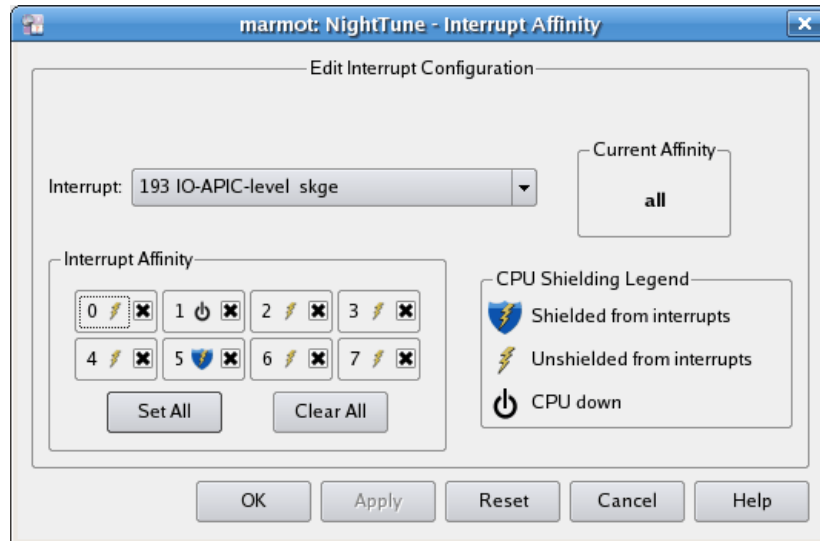 marmot: NightTune - Interrupt Affinity
Edit Interrupt Configuration
Interrupt: 193 IO-APIC-level skge
Current Affinity
all
Interrupt Affinity
0 1 2 3
4 5 6 7
Set All Clear All
CPU Shielding Legend
Shielded from interrupts
Unshielded from interrupts
CPU down
OK Apply Reset Cancel Help